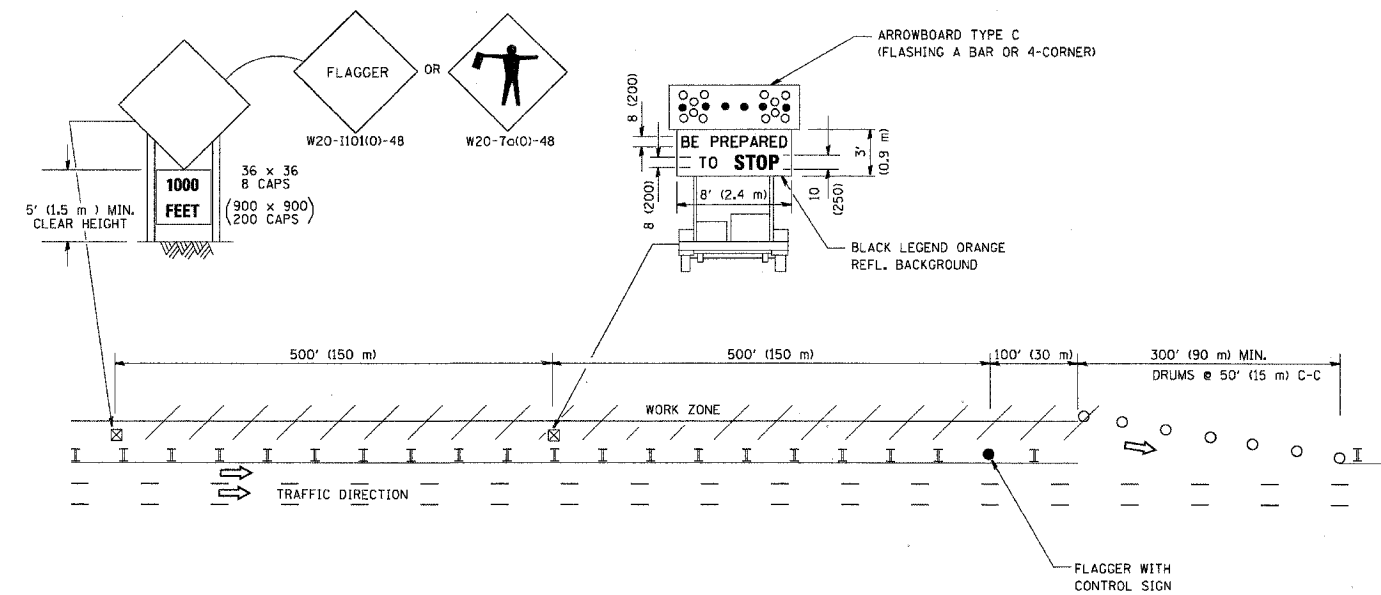 FLAGGER
OR
W20-I101(O)-48
W20-7a(O)-48
1000
FEET
36 x 36
8 CAPS
(900 x 900)
200 CAPS
5' (1.5 m ) MIN.
CLEAR HEIGHT
ARROWBOARD TYPE C
(FLASHING A BAR OR 4-CORNER)
8 (200)
BE PREPARED
TO STOP
3'
(0.9 m)
8 (200)
8' (2.4 m)
10
(250)
BLACK LEGEND ORANGE
REFL. BACKGROUND
500' (150 m)
500' (150 m)
100' (30 m)
300' (90 m) MIN.
DRUMS @ 50' (15 m) C-C
WORK ZONE
TRAFFIC DIRECTION
FLAGGER WITH
CONTROL SIGN